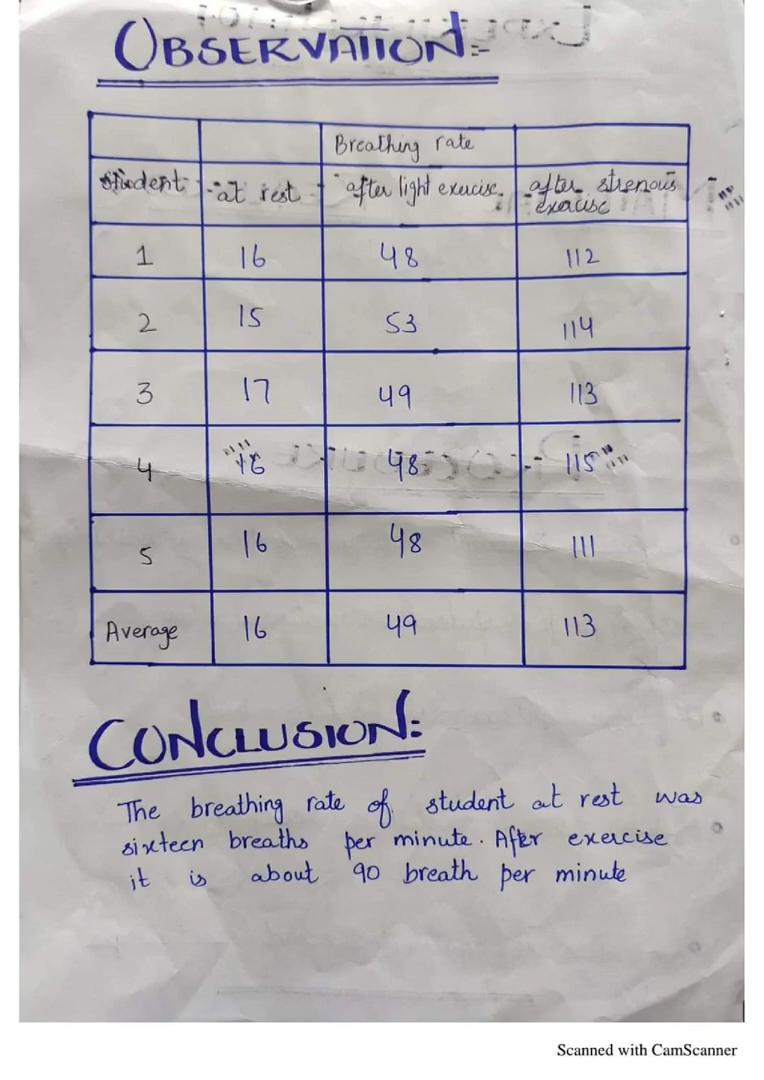 OBSERVATION:-
Breathing rate
student at rest after light exercise after strenous
exercise
1 16 48 112
2 15 53 114
3 17 49 113
4 16 48 115
5 16 48 111
Average 16 49 113
CONCLUSION:-
The breathing rate of student at rest was
sixteen breaths per minute. After exercise
it is about 90 breath per minute
Scanned with CamScanner